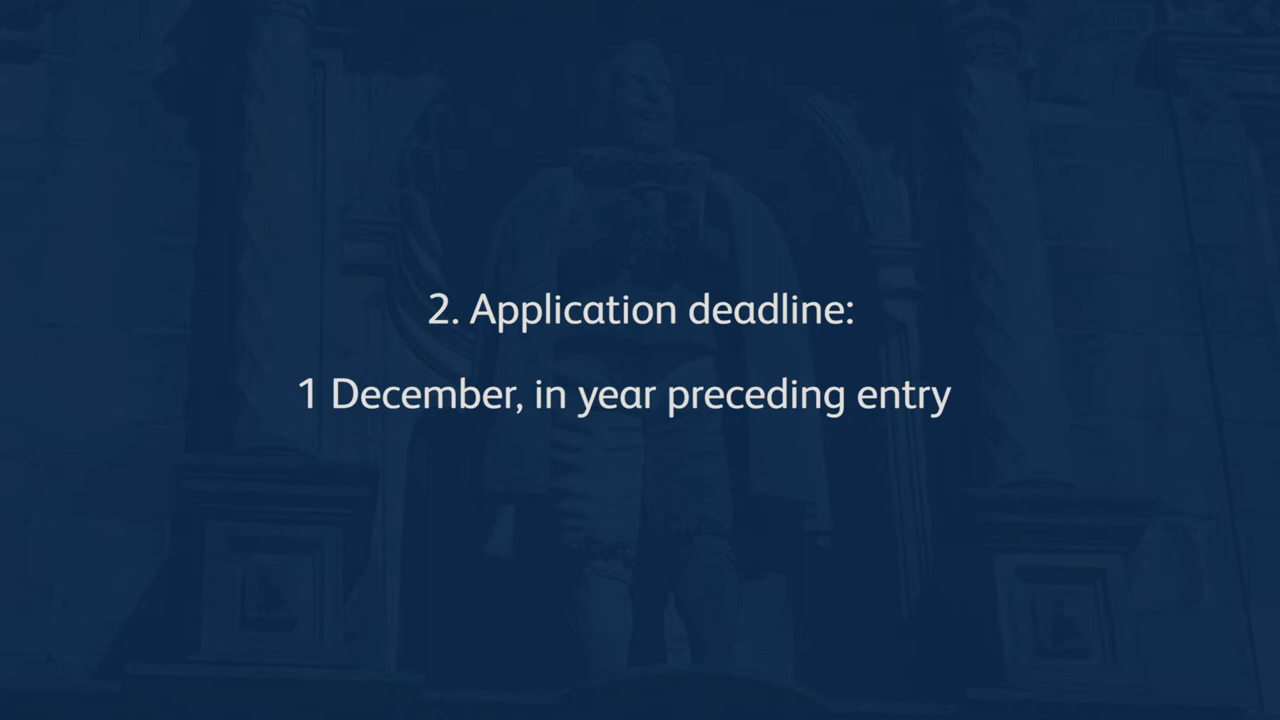 2. Application deadline:
1 December, in year preceding entry